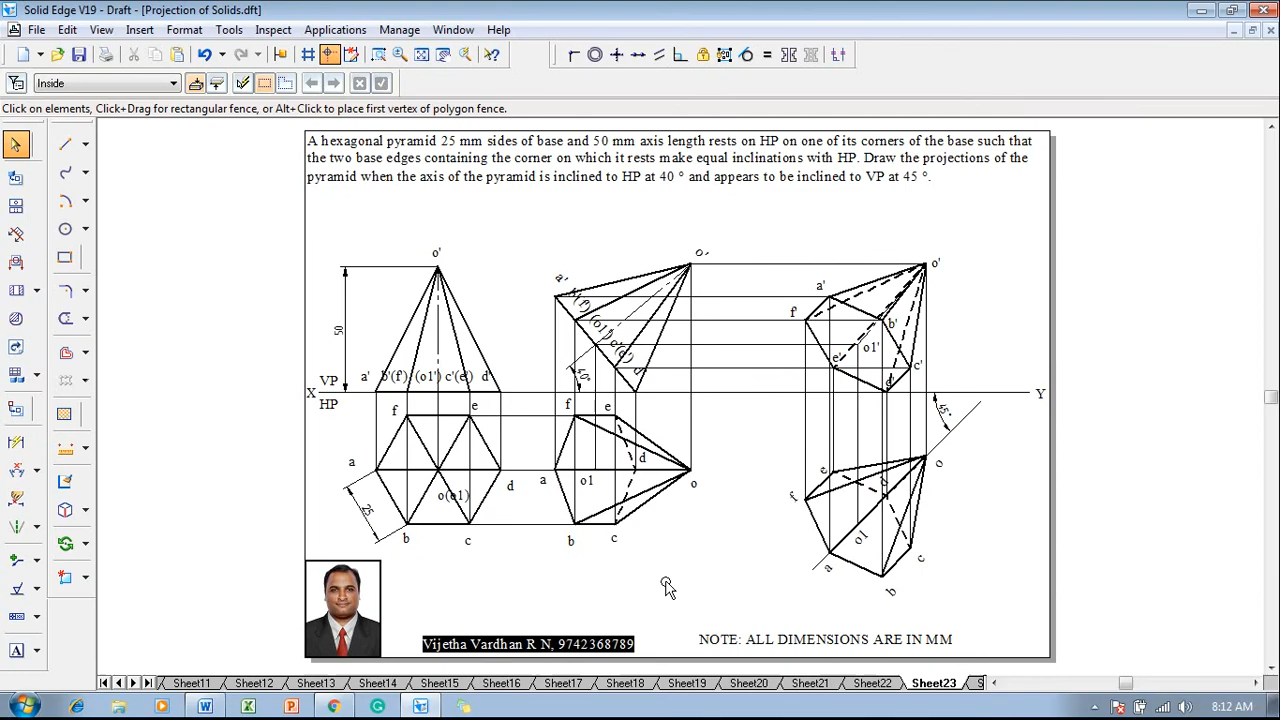 Solid Edge V19 - Draft - [Projection of Solids.dft]
File Edit View Insert Format Tools Inspect Applications Manage Window Help
Inside
Click on elements, Click+Drag for rectangular fence, or Alt+Click to place first vertex of polygon fence.
A hexagonal pyramid 25 mm sides of base and 50 mm axis length rests on HP on one of its corners of the base such that
the two base edges containing the corner on which it rests make equal inclinations with HP. Draw the projections of the
pyramid when the axis of the pyramid is inclined to HP at 40 ° and appears to be inclined to VP at 45 °.
o' o' o'
a' a'
b'(f') f' b'
50 (o1') o1'
c'(e') e' c'
a' b'(f') (o1') c'(e') d d' 40° d'
X VP HP Y
f e f e 45°
a d a o1 d o e d o
o(o1) f
25 o1
b c b c a b c
Vijetha Vardhan R N, 9742368789
NOTE: ALL DIMENSIONS ARE IN MM
Sheet11 Sheet12 Sheet13 Sheet14 Sheet15 Sheet16 Sheet17 Sheet18 Sheet19 Sheet20 Sheet21 Sheet22 Sheet23 S
8:12 AM